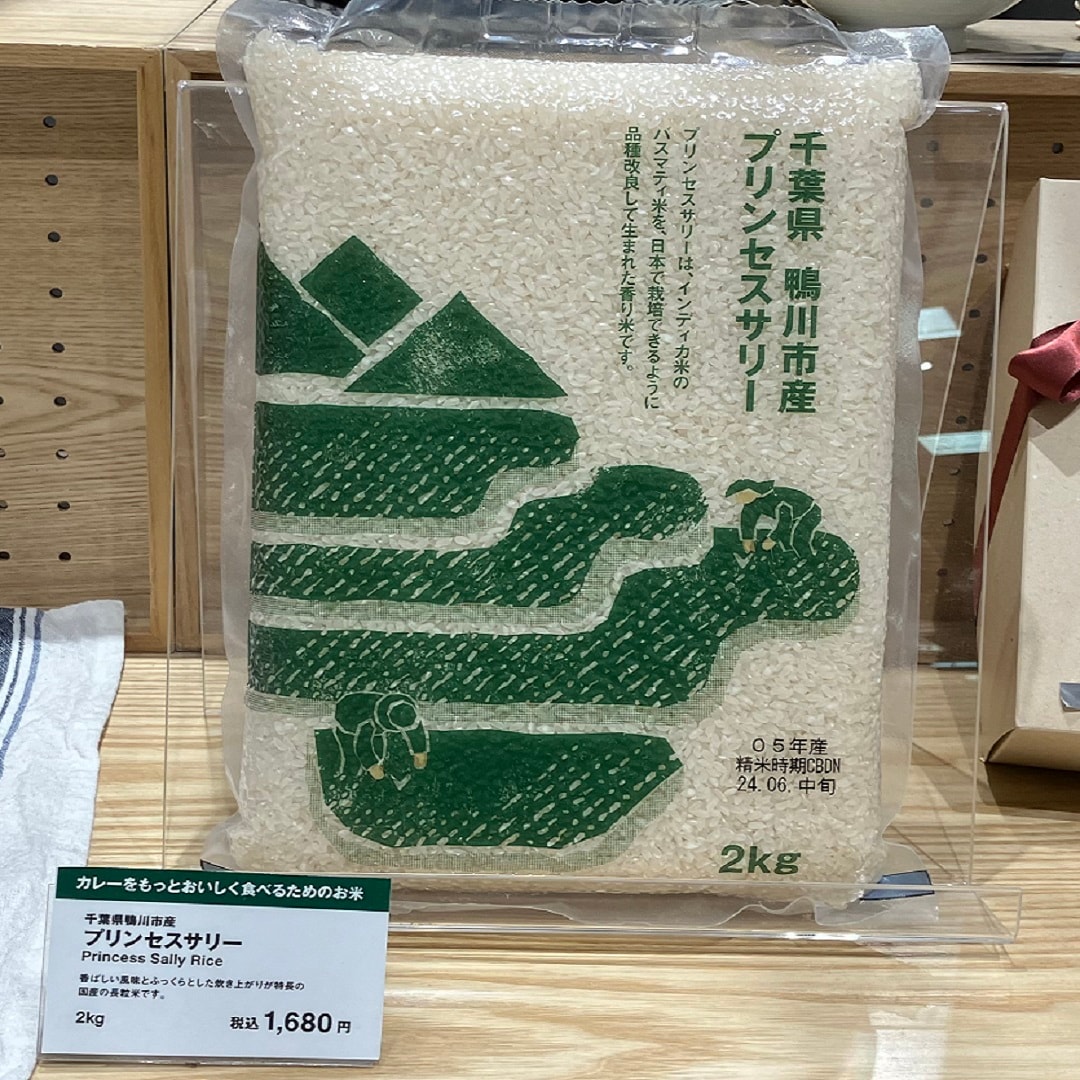 千葉県 鴨川市産
プリンセスサリー
プリンセスサリーは、インディカ米の
バスマティ米を、日本で栽培できるように
品種改良して生まれた香り米です。
05年産
精米時期CBDN
24.06.中旬
2kg
カレーをもっとおいしく食べるためのお米
千葉県鴨川市産
プリンセスサリー
Princess Sally Rice
香ばしい風味とふっくらとした炊き上がりが特長の
国産の長粒米です。
2kg
税込 1,680 円